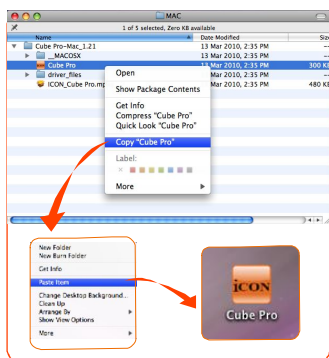 MAC
1 of 5 selected, Zero KB available
Name Date Modified Size
Cube Pro-Mac_1.21 13 Mar 2010, 2:35 PM --
__MACOSX 13 Mar 2010, 2:35 PM --
Cube Pro 13 Mar 2010, 2:35 PM 300 KB
driver_files 13 Mar 2010, 2:35 PM --
ICON_Cube Pro.mp 13 Mar 2010, 2:35 PM 480 KB
Open
Show Package Contents
Get Info
Compress "Cube Pro"
Quick Look "Cube Pro"
Copy "Cube Pro"
Label:
More
New Folder
New Burn Folder
Get Info
Paste Item
Change Desktop Background...
Clean Up
Arrange By
Show View Options
More
iCON
Cube Pro